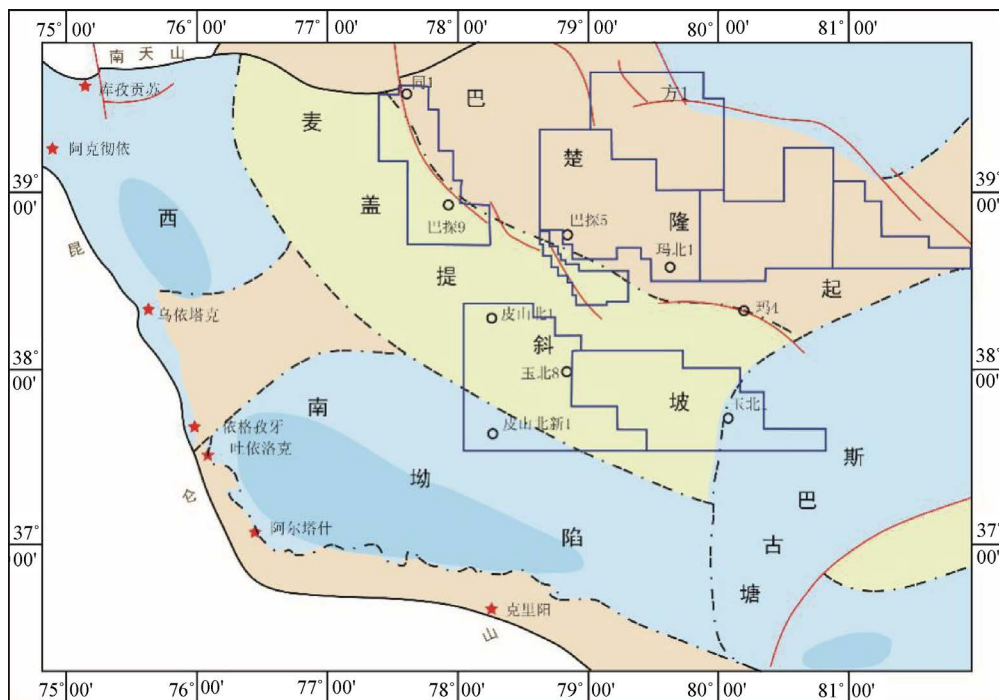 75° 00' 76° 00' 77° 00' 78° 00' 79° 00' 80° 00' 81° 00'
南天山
库孜贡苏
同1
巴
方1
麦
阿克彻依
楚
39° 00'
39° 00'
盖
西
巴探9
巴探5
隆
昆
玛北1
提
起
乌依塔克
皮山北1
玛4
斜
38° 00'
38° 00'
玉北8
南
坡
玉北1
依格孜牙
皮山北新1
吐依洛克
斯
坳
仑
巴
阿尔塔什
陷
古
37° 00'
37° 00'
塘
克里阳
山
75° 00' 76° 00' 77° 00' 78° 00' 79° 00' 80° 00' 81° 00'